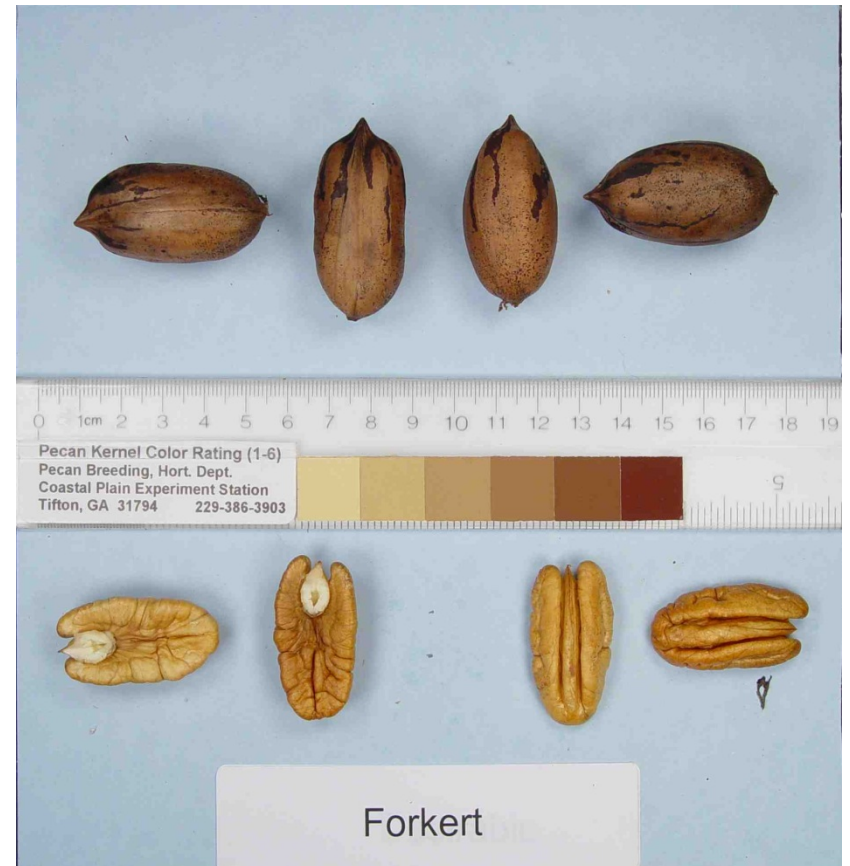 0 1cm 2 3 4 5 6 7 8 9 10 11 12 13 14 15 16 17 18 19
Pecan Kernel Color Rating (1-6)
Pecan Breeding, Hort. Dept.
Coastal Plain Experiment Station
Tifton, GA 31794 229-386-3903
5
Forkert